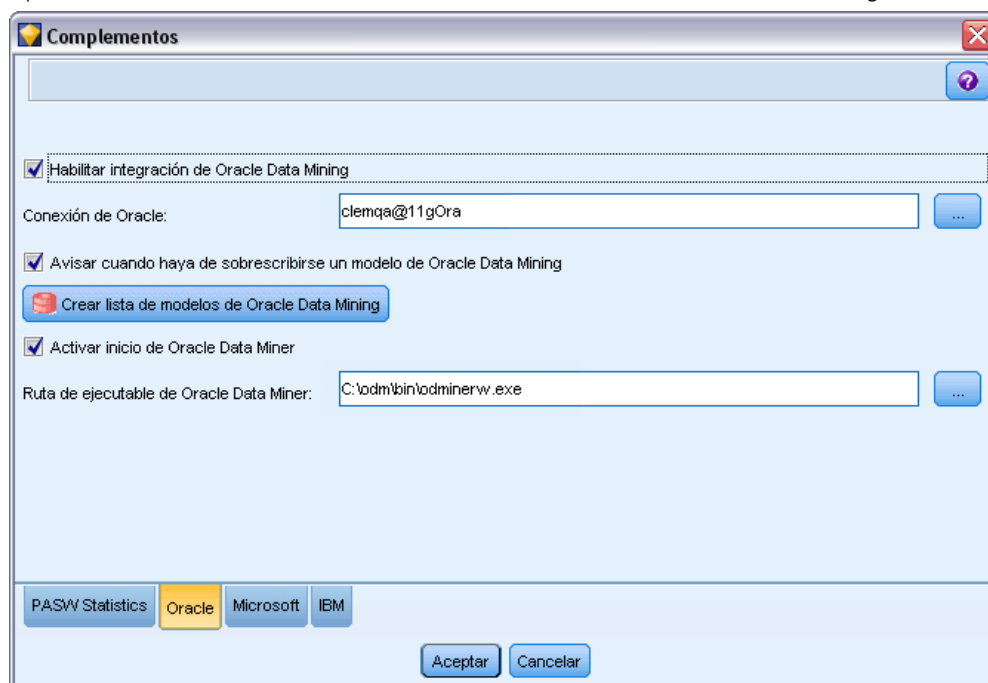 Complementos
Habilitar integración de Oracle Data Mining
Conexión de Oracle: clemqa@11gOra ...
Avisar cuando haya de sobrescribirse un modelo de Oracle Data Mining
Crear lista de modelos de Oracle Data Mining
Activar inicio de Oracle Data Miner
Ruta de ejecutable de Oracle Data Miner: C:\odm\bin\odminerw.exe ...
PASW Statistics Oracle Microsoft IBM
Aceptar Cancelar